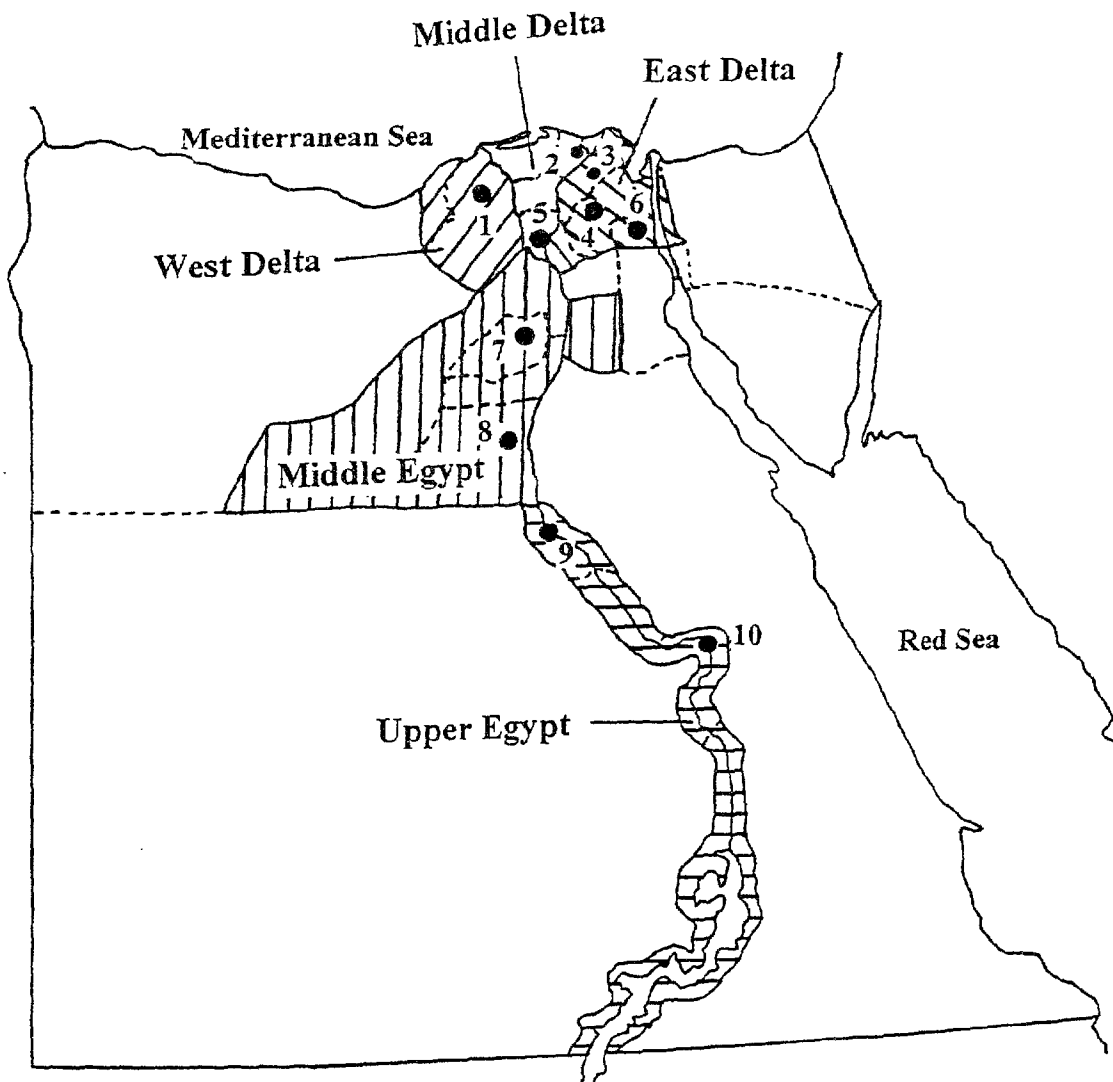 Middle Delta
East Delta
Mediterranean Sea
2
3
1
5
4
6
West Delta
7
8
Middle Egypt
9
10
Red Sea
Upper Egypt